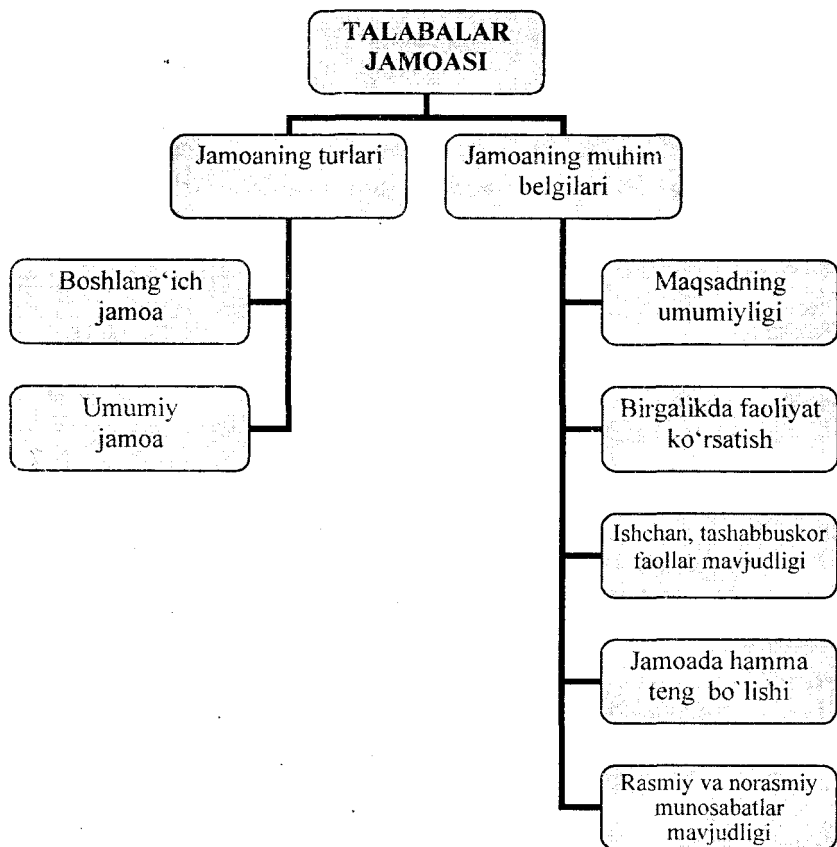 TALABALAR
JAMOASI
Jamoaning turlari
Jamoaning muhim
belgilari
Boshlang‘ich
jamoa
Umumiy
jamoa
Maqsadning
umumiyligi
Birgalikda faoliyat
ko‘rsatish
Ishchan, tashabbuskor
faollar mavjudligi
Jamoada hamma
teng bo`lishi
Rasmiy va norasmiy
munosabatlar
mavjudligi